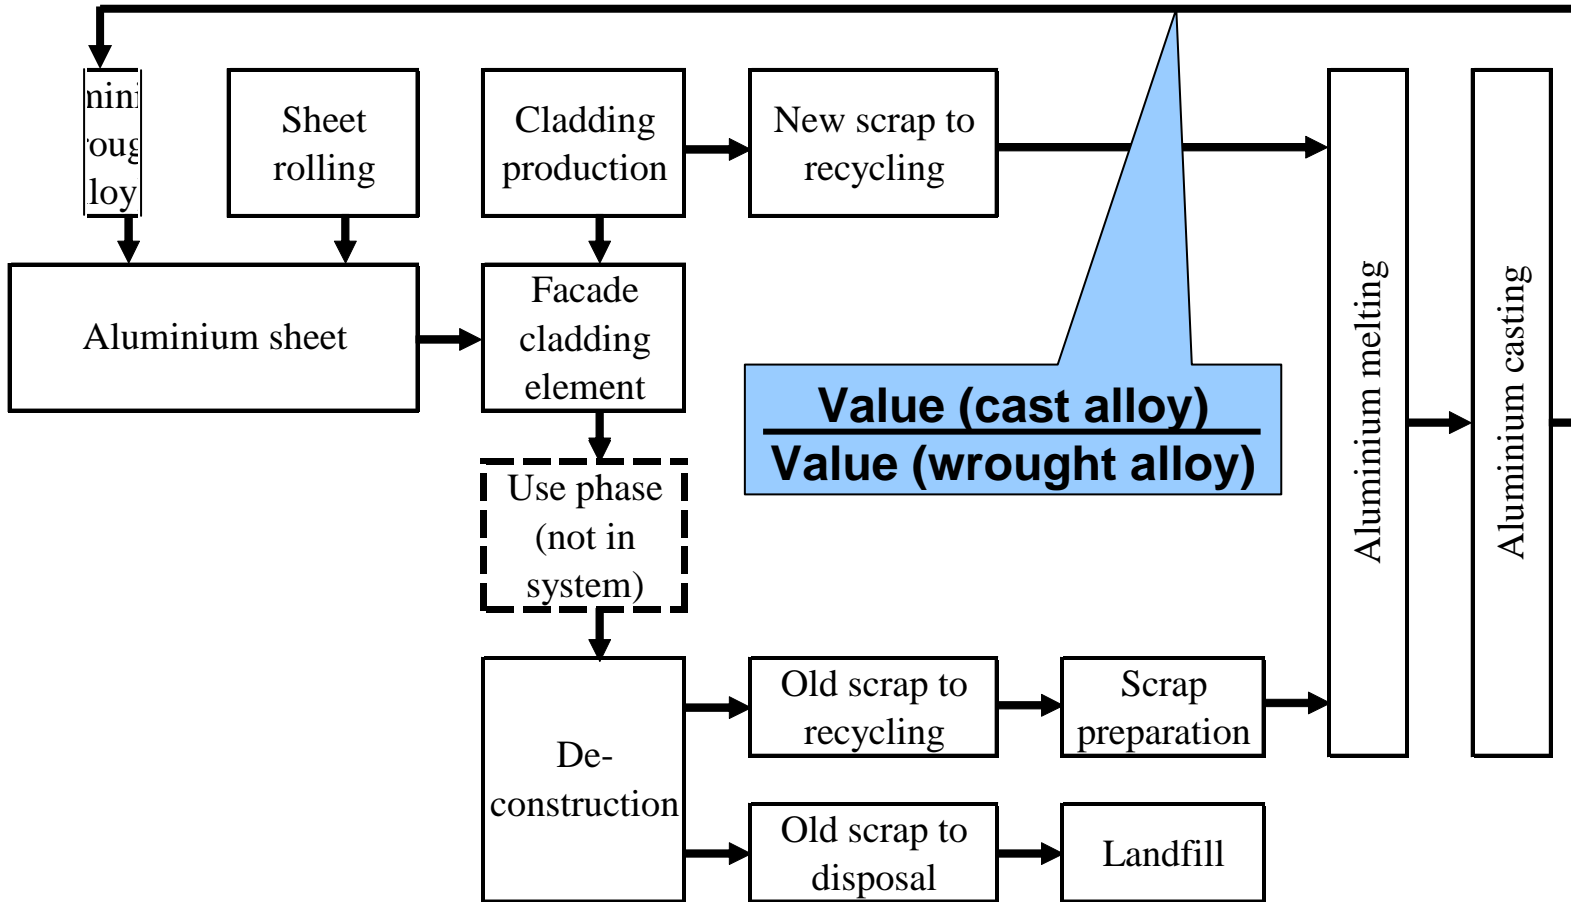 Sheet
rolling
Cladding
production
New scrap to
recycling
Aluminium sheet
Facade
cladding
element
Value (cast alloy)
Value (wrought alloy)
Aluminium melting
Aluminium casting
Use phase
(not in
system)
De-
construction
Old scrap to
recycling
Scrap
preparation
Old scrap to
disposal
Landfill